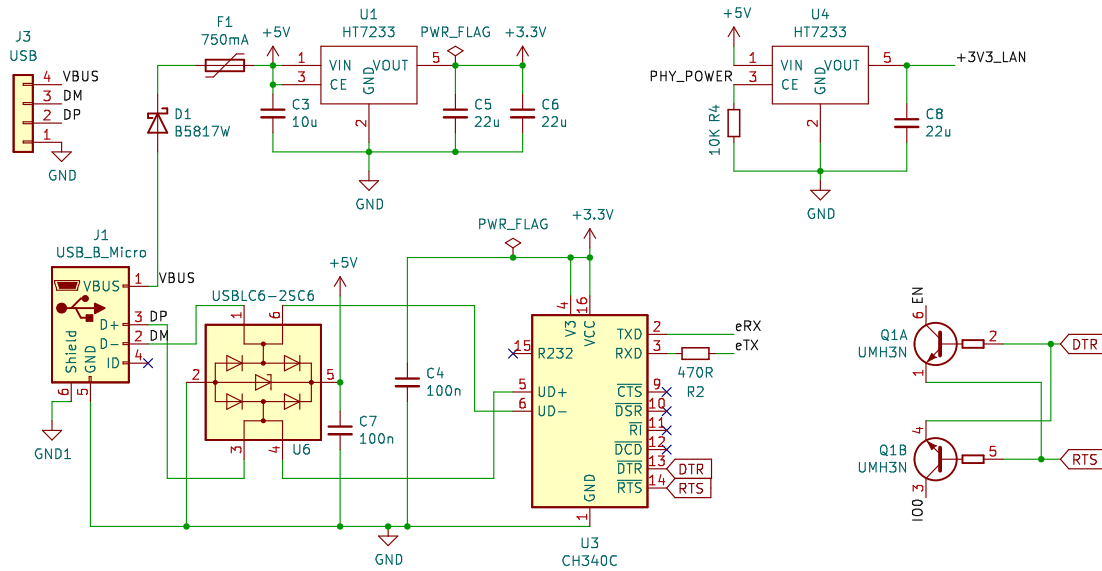 J3
USB
4 VBUS
3 DM
2 DP
1
GND
F1
750mA
+5V
U1
HT7233
PWR_FLAG
+3.3V
1 VIN VOUT 5
3 CE GND
2
D1
B5817W
C3
10u
C5
22u
C6
22u
GND
+5V
U4
HT7233
1 VIN VOUT 5
+3V3_LAN
PHY_POWER 3 CE GND
2
10K R4
C8
22u
GND
J1
USB_B_Micro
VBUS 1 VBUS
D+ 3 DP
D- 2 DM
ID 4
Shield GND
6 5
GND1
USBLC6-2SC6
1 6
2 5
3 4
U6
+5V
C7
100n
C4
100n
PWR_FLAG
+3.3V
4 16
V3 VCC
TXD 2 eRX
15 R232 RXD 3 eTX
470R
R2
5 UD+ CTS 9
6 UD- DSR 10
RI 11
DCD 12
DTR 13 DTR
RTS 14 RTS
GND
1
U3
CH340C
GND
EN
6
Q1A
UMH3N
2 DTR
1
4
Q1B
UMH3N
5 RTS
3
IO0